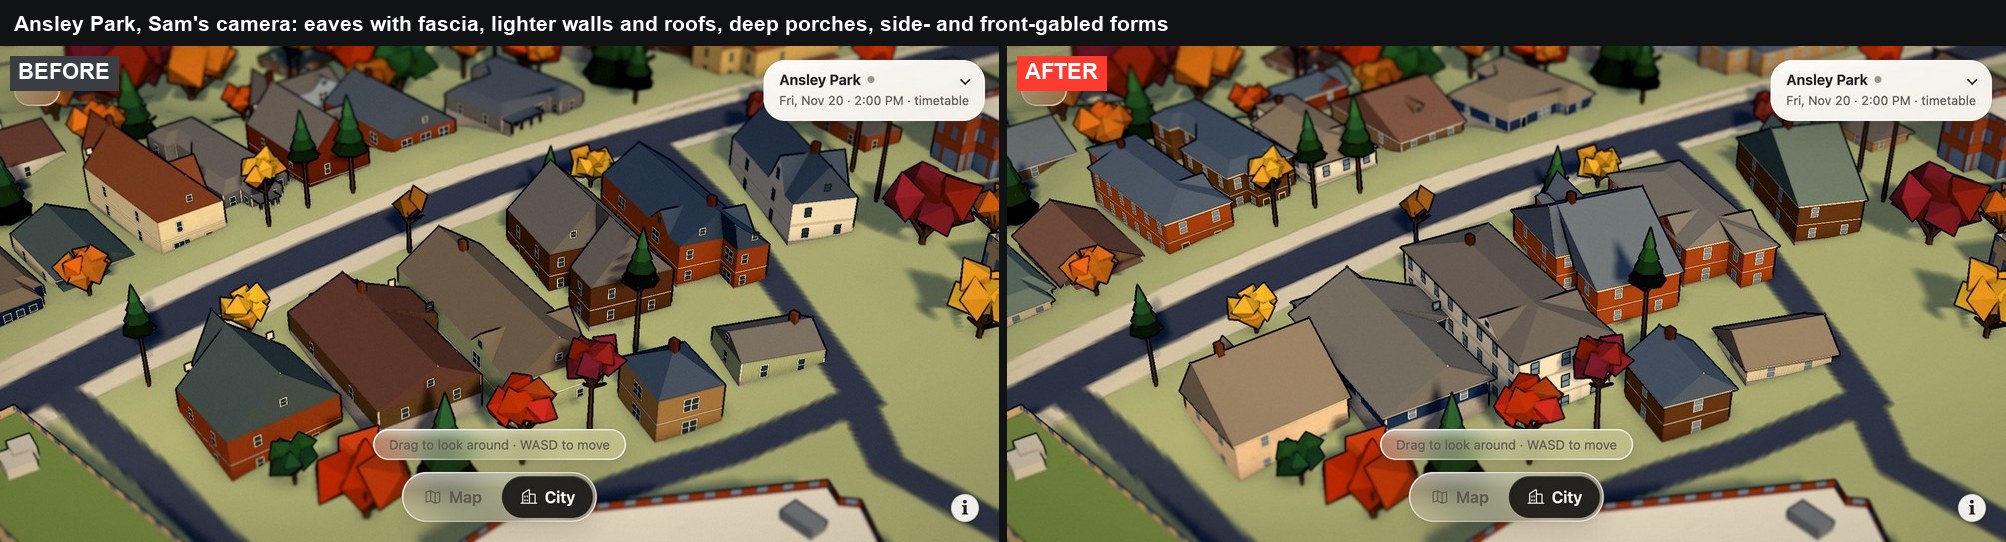 Ansley Park, Sam's camera: eaves with fascia, lighter walls and roofs, deep porches, side- and front-gabled forms
BEFORE
Ansley Park
Fri, Nov 20 · 2:00 PM · timetable
Drag to look around · WASD to move
Map
City
i
AFTER
Ansley Park
Fri, Nov 20 · 2:00 PM · timetable
Drag to look around · WASD to move
Map
City
i